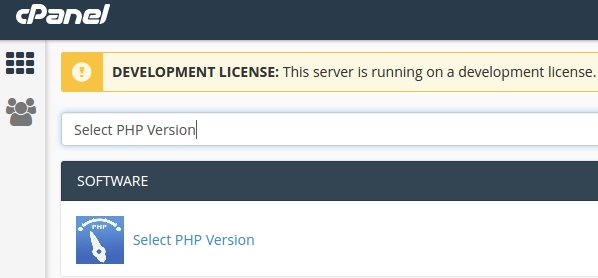 cPanel
DEVELOPMENT LICENSE: This server is running on a development license.
Select PHP Version
SOFTWARE
PHP
Select PHP Version